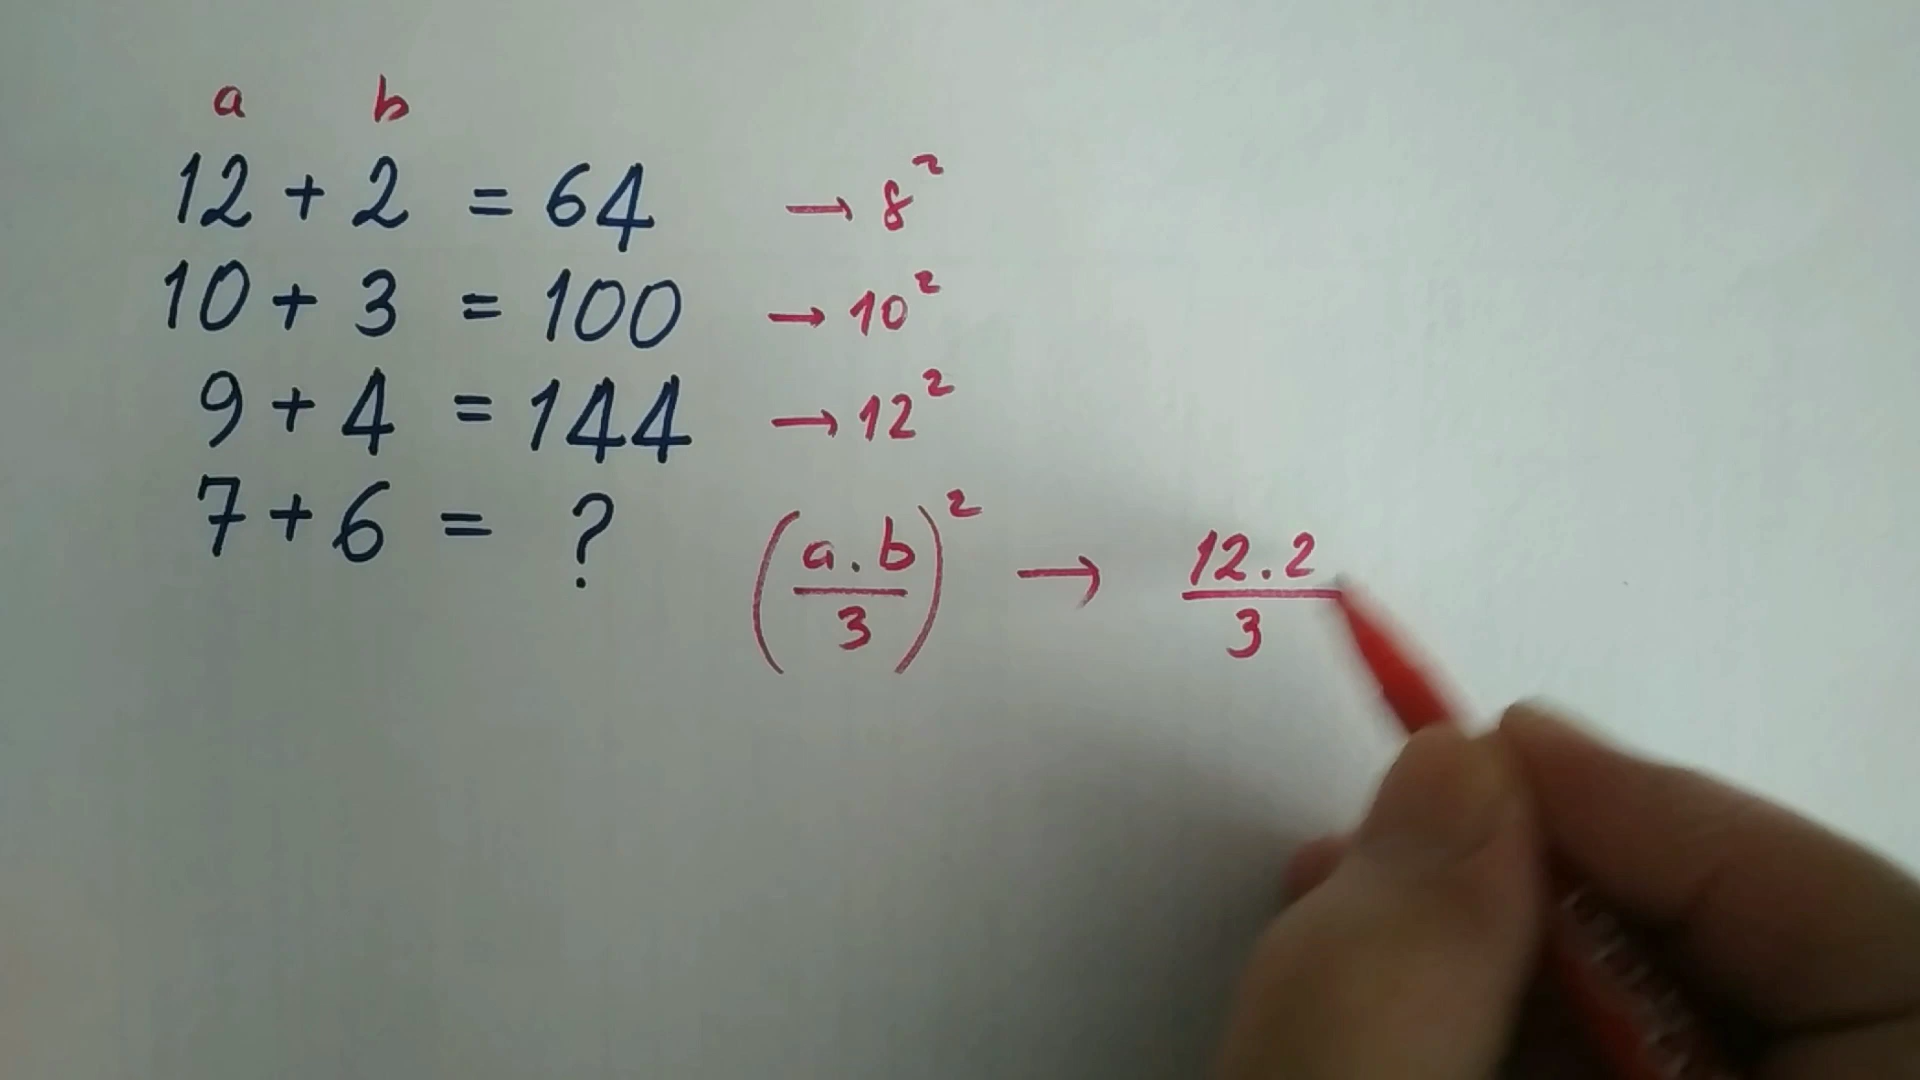 a b
12 + 2 = 64 → 8²
10 + 3 = 100 → 10²
9 + 4 = 144 → 12²
7 + 6 = ? (a.b/3)² → 12.2/3